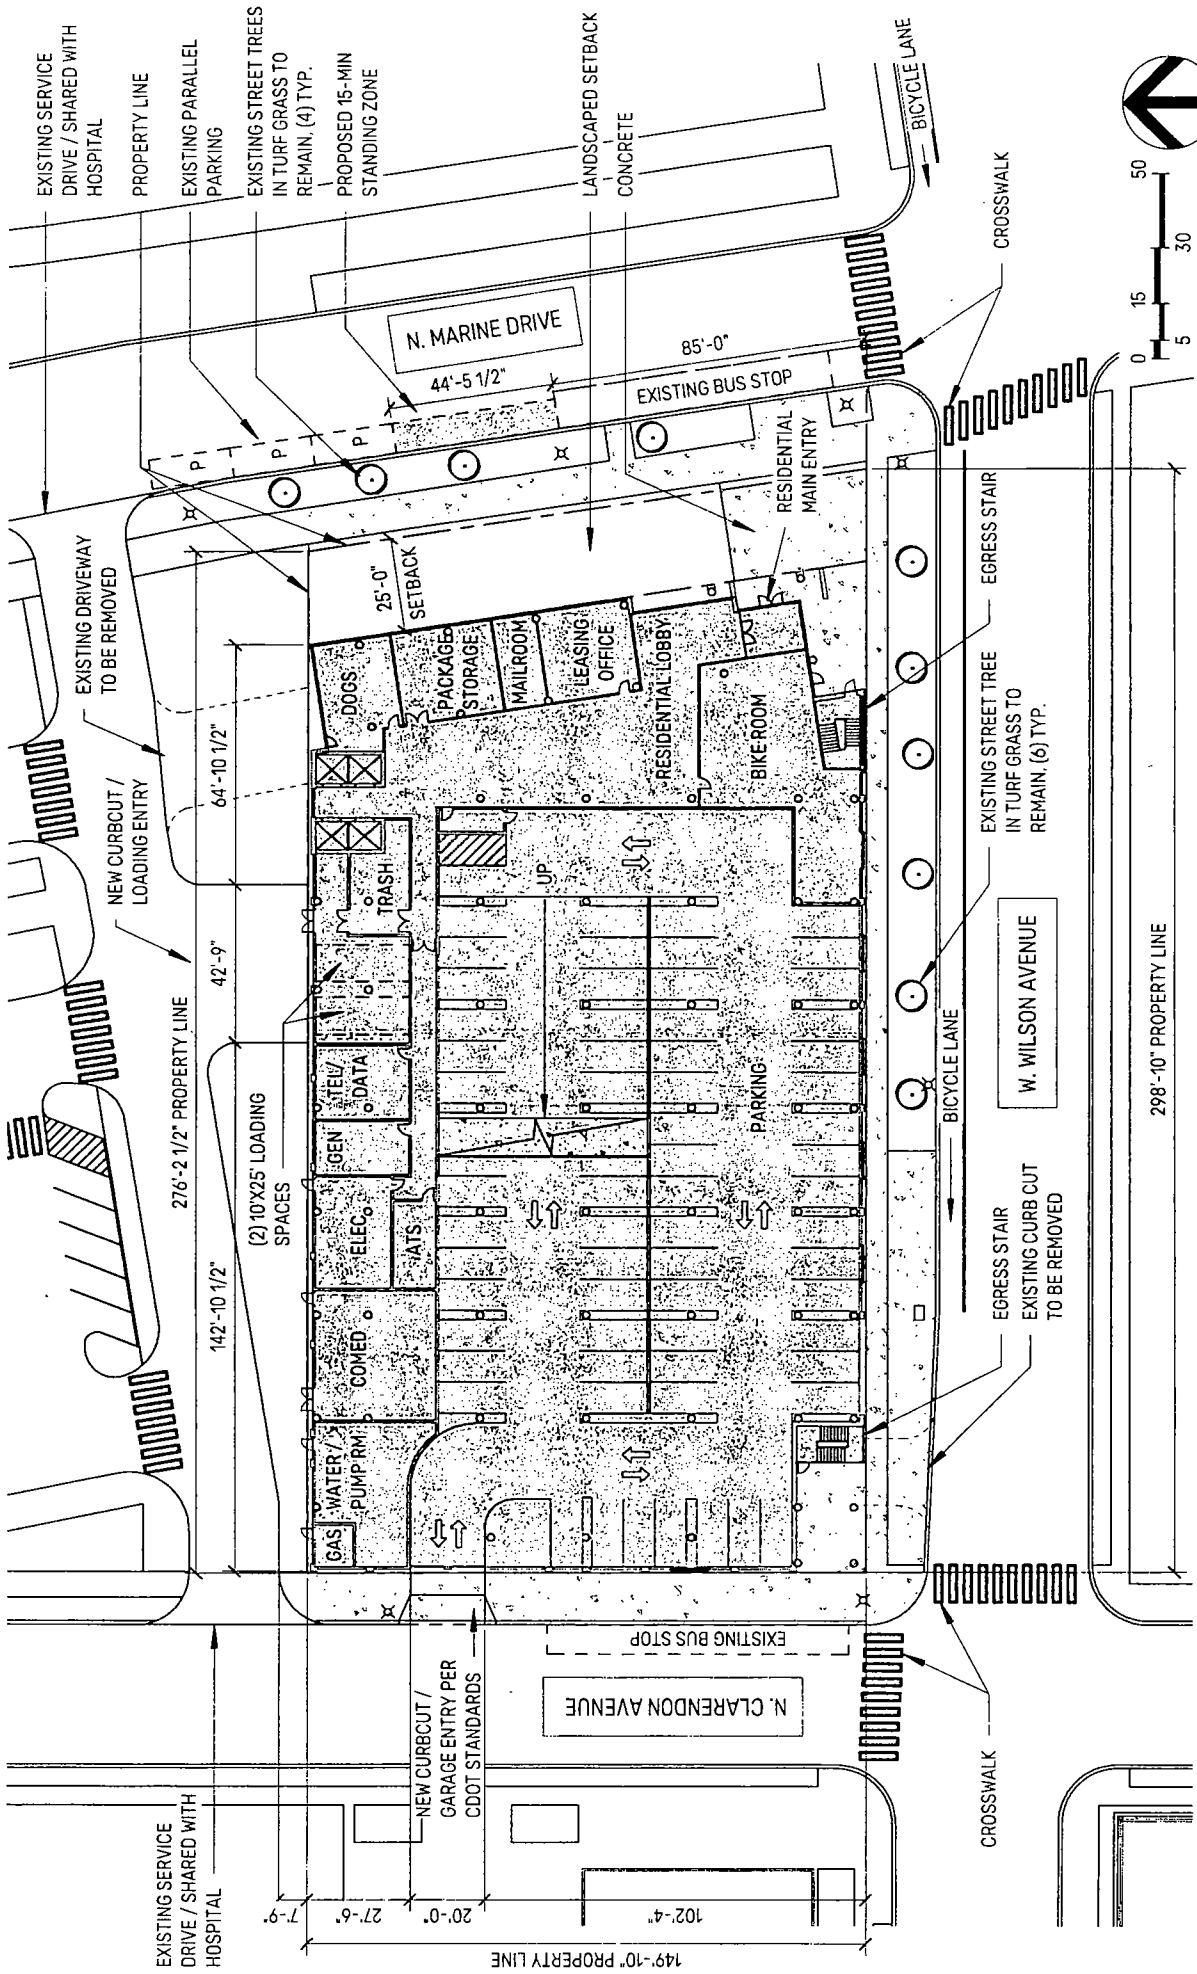 EXISTING SERVICE
DRIVE / SHARED WITH
HOSPITAL
PROPERTY LINE
EXISTING PARALLEL
PARKING
EXISTING STREET TREES
IN TURF GRASS TO
REMAIN, (4) TYP.
PROPOSED 15-MIN
STANDING ZONE
LANDSCAPED SETBACK
CONCRETE
BICYCLE LANE
CROSSWALK
0
5
15
30
50
N. MARINE DRIVE
44'-5 1/2"
85'-0"
EXISTING BUS STOP
P
P
P
RESIDENTIAL
MAIN ENTRY
EGRESS STAIR
EXISTING DRIVEWAY
TO BE REMOVED
25'-0"
SETBACK
NEW CURBCUT /
LOADING ENTRY
64'-10 1/2"
42'-9"
276'-2 1/2" PROPERTY LINE
142'-10 1/2"
(2) 10'X25' LOADING
SPACES
DOGS
PACKAGE
STORAGE
MAILROOM
LEASING
OFFICE
RESIDENTIAL LOBBY
BIKE ROOM
TRASH
UP
TEL/
DATA
GEN
ELEC
ATS
COMED
WATER/
PUMP RM
GAS
PARKING
EXISTING STREET TREE
IN TURF GRASS TO
REMAIN, (6) TYP.
BICYCLE LANE
W. WILSON AVENUE
298'-10" PROPERTY LINE
EGRESS STAIR
EXISTING CURB CUT
TO BE REMOVED
EXISTING BUS STOP
N. CLARENDON AVENUE
NEW CURBCUT /
GARAGE ENTRY PER
CDOT STANDARDS
CROSSWALK
EXISTING SERVICE
DRIVE / SHARED WITH
HOSPITAL
7'-9"
27'-6"
20'-0"
102'-4"
149'-10" PROPERTY LINE